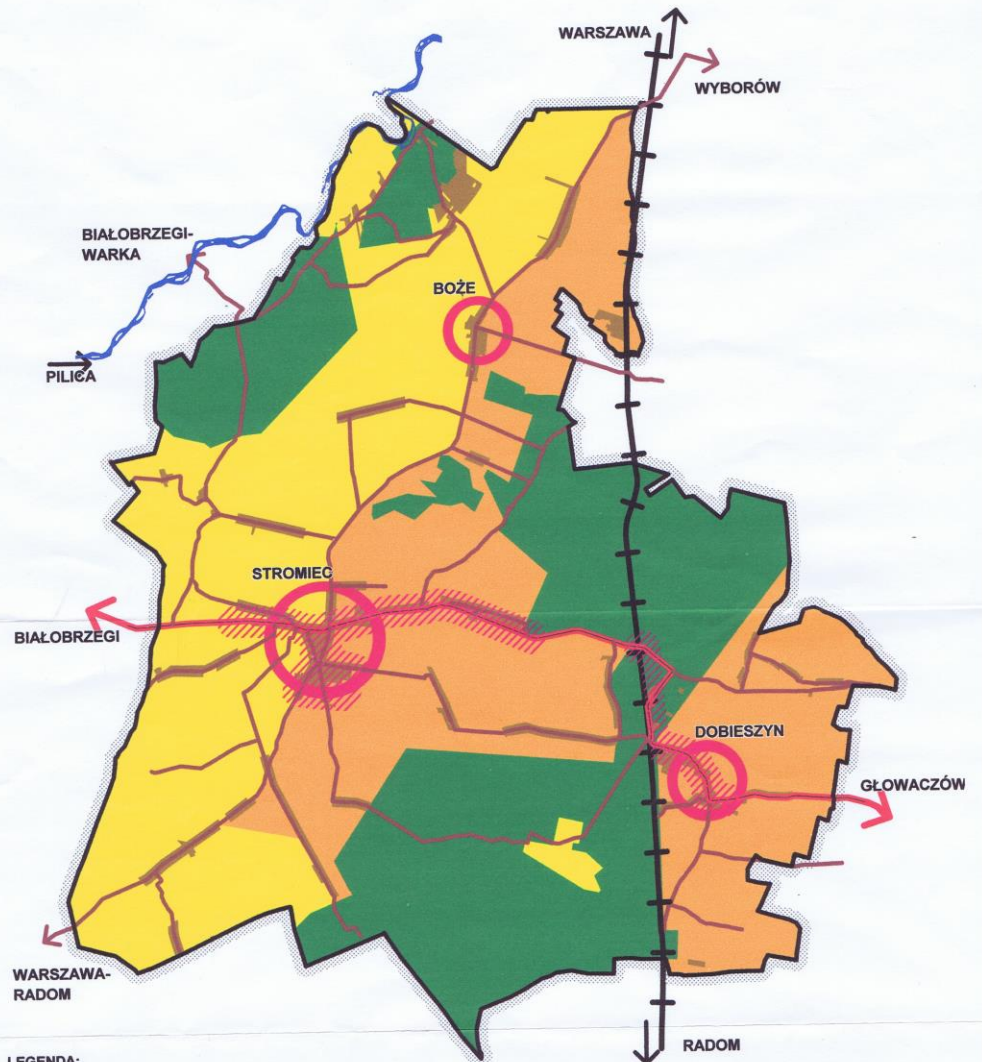 WARSZAWA
WYBORÓW
BIAŁOBRZEGI-
WARKA
BOŻE
PILICA
STROMIEC
BIAŁOBRZEGI
DOBIESZYN
GŁOWACZÓW
WARSZAWA-
RADOM
RADOM
LEGENDA: